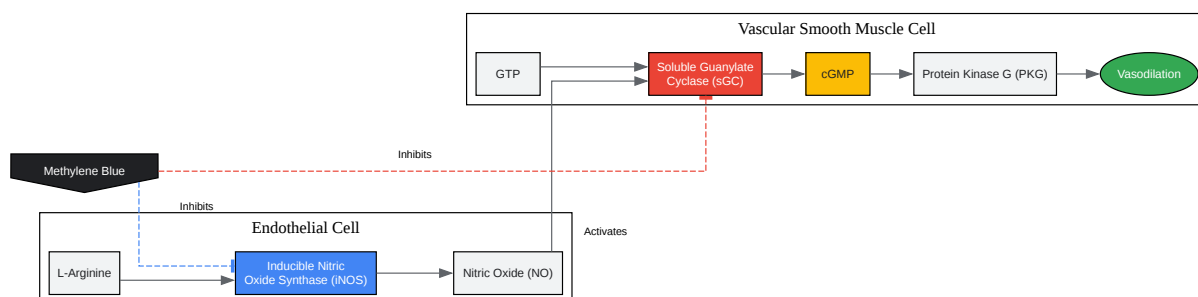 Vascular Smooth Muscle Cell
GTP
Soluble Guanylate
Cyclase (sGC)
cGMP
Protein Kinase G (PKG)
Vasodilation
Inhibits
Methylene Blue
Inhibits
Endothelial Cell
Activates
L-Arginine
Inducible Nitric
Oxide Synthase (iNOS)
Nitric Oxide (NO)